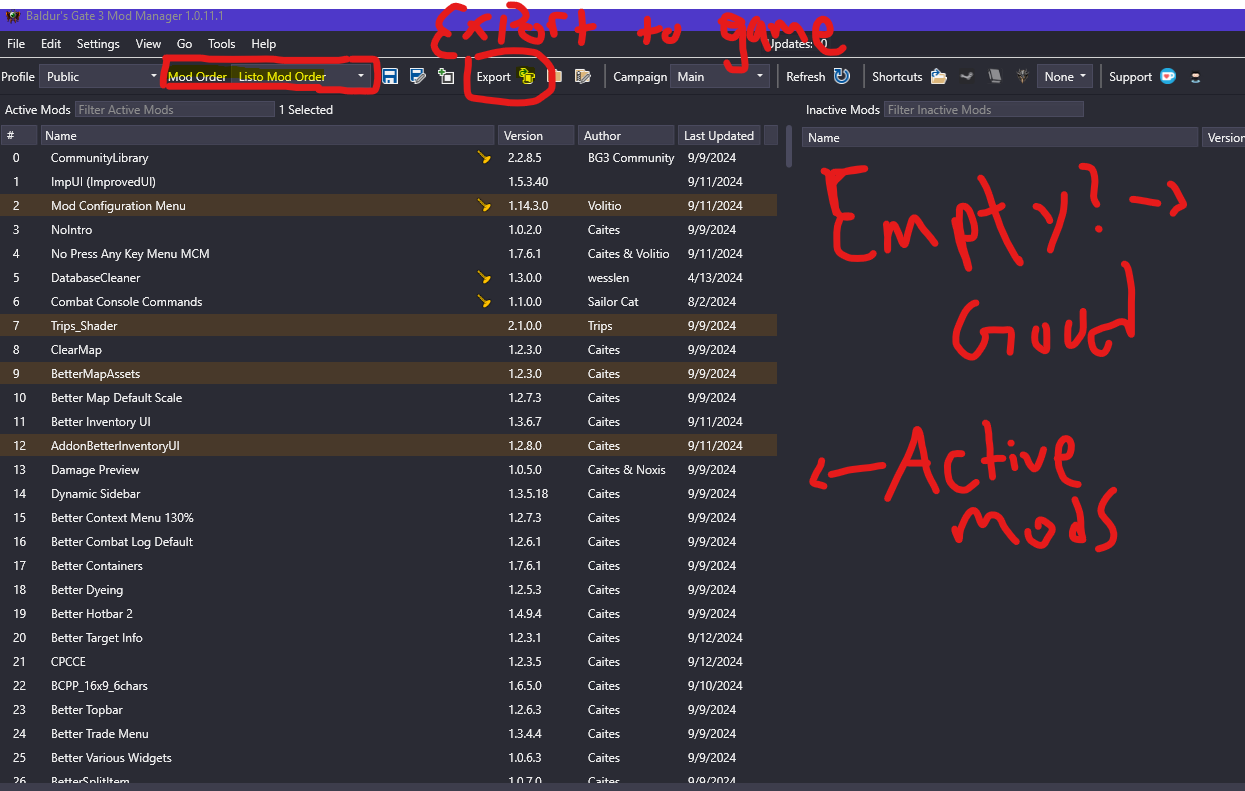 Baldur's Gate 3 Mod Manager 1.0.11.1
Export to game
File Edit Settings View Go Tools Help Updates: 0
Profile Public Mod Order Listo Mod Order Export Campaign Main Refresh Shortcuts None Support
Active Mods Filter Active Mods 1 Selected Inactive Mods Filter Inactive Mods
# Name Version Author Last Updated Name Version
0 CommunityLibrary 2.2.8.5 BG3 Community 9/9/2024
1 ImpUI (ImprovedUI) 1.5.3.40 9/11/2024
2 Mod Configuration Menu 1.14.3.0 Volitio 9/11/2024
3 NoIntro 1.0.2.0 Caites 9/9/2024
4 No Press Any Key Menu MCM 1.7.6.1 Caites & Volitio 9/11/2024
5 DatabaseCleaner 1.3.0.0 wesslen 4/13/2024
6 Combat Console Commands 1.1.0.0 Sailor Cat 8/2/2024
7 Trips_Shader 2.1.0.0 Trips 9/9/2024
8 ClearMap 1.2.3.0 Caites 9/9/2024
9 BetterMapAssets 1.2.3.0 Caites 9/9/2024
10 Better Map Default Scale 1.2.7.3 Caites 9/9/2024
11 Better Inventory UI 1.3.6.7 Caites 9/11/2024
12 AddonBetterInventoryUI 1.2.8.0 Caites 9/11/2024
13 Damage Preview 1.0.5.0 Caites & Noxis 9/9/2024
14 Dynamic Sidebar 1.3.5.18 Caites 9/9/2024
15 Better Context Menu 130% 1.2.7.3 Caites 9/9/2024
16 Better Combat Log Default 1.2.6.1 Caites 9/9/2024
17 Better Containers 1.7.6.1 Caites 9/9/2024
18 Better Dyeing 1.2.5.3 Caites 9/9/2024
19 Better Hotbar 2 1.4.9.4 Caites 9/9/2024
20 Better Target Info 1.2.3.1 Caites 9/12/2024
21 CPCCE 1.2.3.5 Caites 9/12/2024
22 BCPP_16x9_6chars 1.6.5.0 Caites 9/10/2024
23 Better Topbar 1.2.6.3 Caites 9/9/2024
24 Better Trade Menu 1.3.4.4 Caites 9/9/2024
25 Better Various Widgets 1.0.6.3 Caites 9/9/2024
26 BetterSplitItem 1.0.7.0 Caites 9/9/2024
Empty? →
Good
← Active
mods